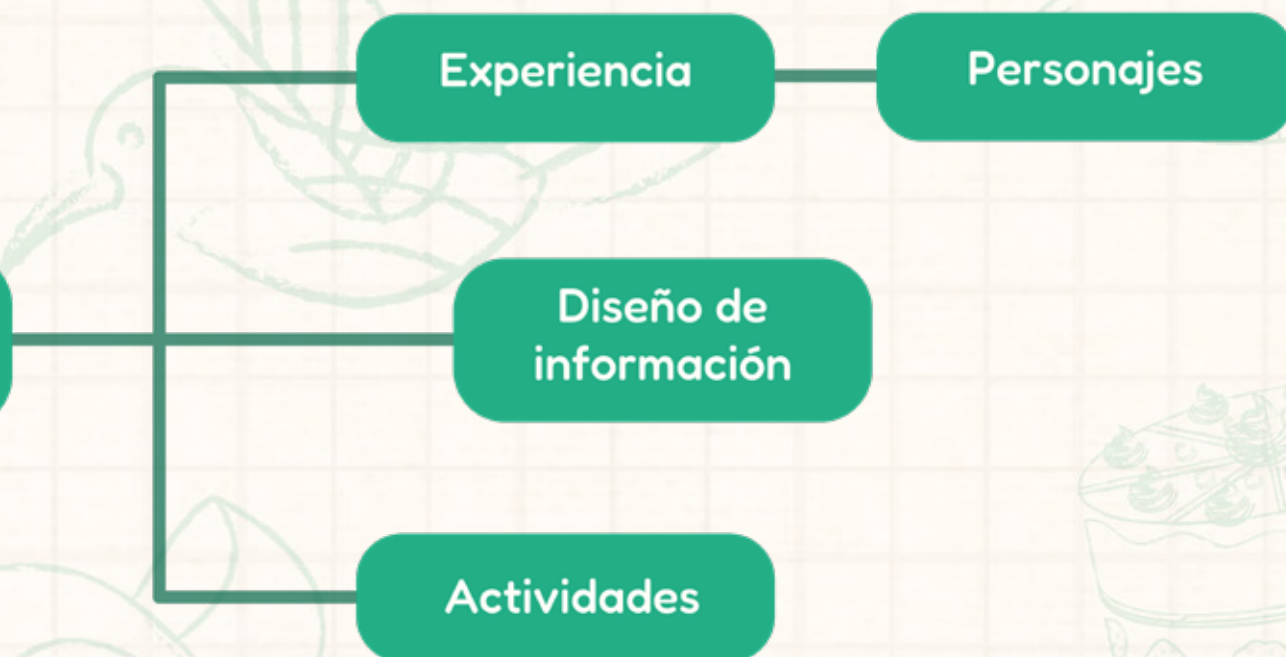 Experiencia
Personajes
Diseño de
información
Actividades